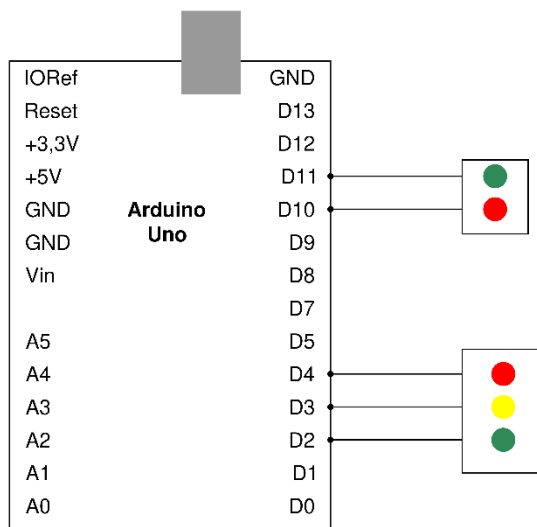 IORef
Reset
+3,3V
+5V
GND
GND
Vin
A5
A4
A3
A2
A1
A0
Arduino
Uno
GND
D13
D12
D11
D10
D9
D8
D7
D5
D4
D3
D2
D1
D0